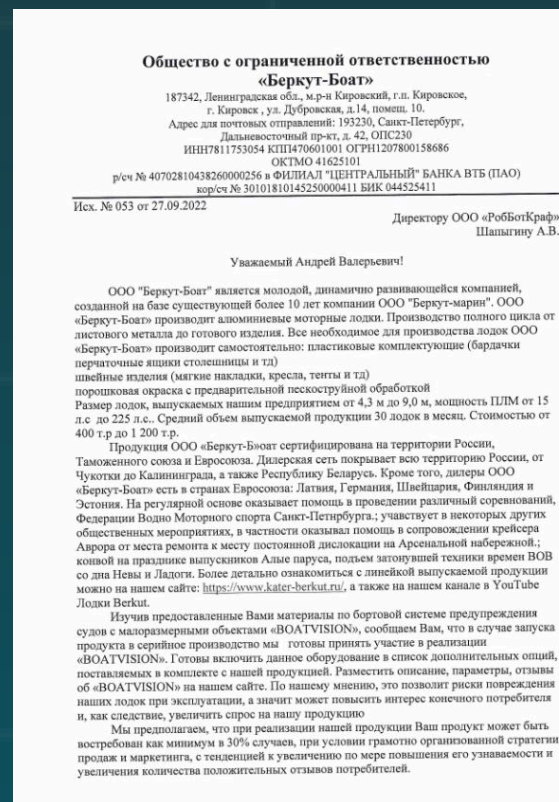 Общество с ограниченной ответственностью
«Беркут-Боат»
187342, Ленинградская обл., м.р-н Кировский, г.п. Кировское,
г. Кировск , ул. Дубровская, д.14, помещ. 10.
Адрес для почтовых отправлений: 193230, Санкт-Петербург,
Дальневосточный пр-кт, д. 42, ОПС230
ИНН7811753054 КПП470601001 ОГРН1207800158686
ОКТМО 41625101
р/сч № 40702810438260000256 в ФИЛИАЛ "ЦЕНТРАЛЬНЫЙ" БАНКА ВТБ (ПАО)
кор/сч № 30101810145250000411 БИК 044525411
Исх. № 053 от 27.09.2022
Директору ООО «РобБотКраф»
Шапыгину А.В.
Уважаемый Андрей Валерьевич!
ООО "Беркут-Боат" является молодой, динамично развивающейся компанией,
созданной на базе существующей более 10 лет компании ООО "Беркут-марин". ООО
«Беркут-Боат» производит алюминиевые моторные лодки. Производство полного цикла от
листового металла до готового изделия. Все необходимое для производства лодок ООО
«Беркут-Боат» производит самостоятельно: пластиковые комплектующие (бардачки
перчаточные ящики столешницы и тд)
швейные изделия (мягкие накладки, кресла, тенты и тд)
порошковая окраска с предварительной пескоструйной обработкой
Размер лодок, выпускаемых нашим предприятием от 4,3 м до 9,0 м, мощность ПЛМ от 15
л.с до 225 л.с.. Средний объем выпускаемой продукции 30 лодок в месяц. Стоимостью от
400 т.р до 1 200 т.р.
Продукция ООО «Беркут-Б»оат сертифицирована на территории России,
Таможенного союза и Евросоюза. Дилерская сеть покрывает всю территорию России, от
Чукотки до Калининграда, а также Республику Беларусь. Кроме того, дилеры ООО
«Беркут-Боат» есть в странах Евросоюза: Латвия, Германия, Швейцария, Финляндия и
Эстония. На регулярной основе оказывает помощь в проведении различный соревнований,
Федерации Водно Моторного спорта Санкт-Петнрбурга.; учавствует в некоторых других
общественных мероприятиях, в частности оказывал помощь в сопровождении крейсера
Аврора от места ремонта к месту постоянной дислокации на Арсенальной набережной.;
конвой на празднике выпускников Алые паруса, подъем затонувшей техники времен ВОВ
со дна Невы и Ладоги. Более детально ознакомиться с линейкой выпускаемой продукции
можно на нашем сайте: https://www.kater-berkut.ru/, а также на нашем канале в YouTube
Лодки Berkut.
Изучив предоставленные Вами материалы по бортовой системе предупреждения
судов с малоразмерными объектами «BOATVISION», сообщаем Вам, что в случае запуска
продукта в серийное производство мы готовы принять участие в реализации
«BOATVISION». Готовы включить данное оборудование в список дополнительных опций,
поставляемых в комплекте с нашей продукцией. Разместить описание, параметры, отзывы
об «BOATVISION» на нашем сайте. По нашему мнению, это позволит риски повреждения
наших лодок при эксплуатации, а значит может повысить интерес конечного потребителя
и, как следствие, увеличить спрос на нашу продукцию
Мы предполагаем, что при реализации нашей продукции Ваш продукт может быть
востребован как минимум в 30% случаев, при условии грамотно организованной стратегии
продаж и маркетинга, с тенденцией к увеличению по мере повышения его узнаваемости и
увеличения количества положительных отзывов потребителей.